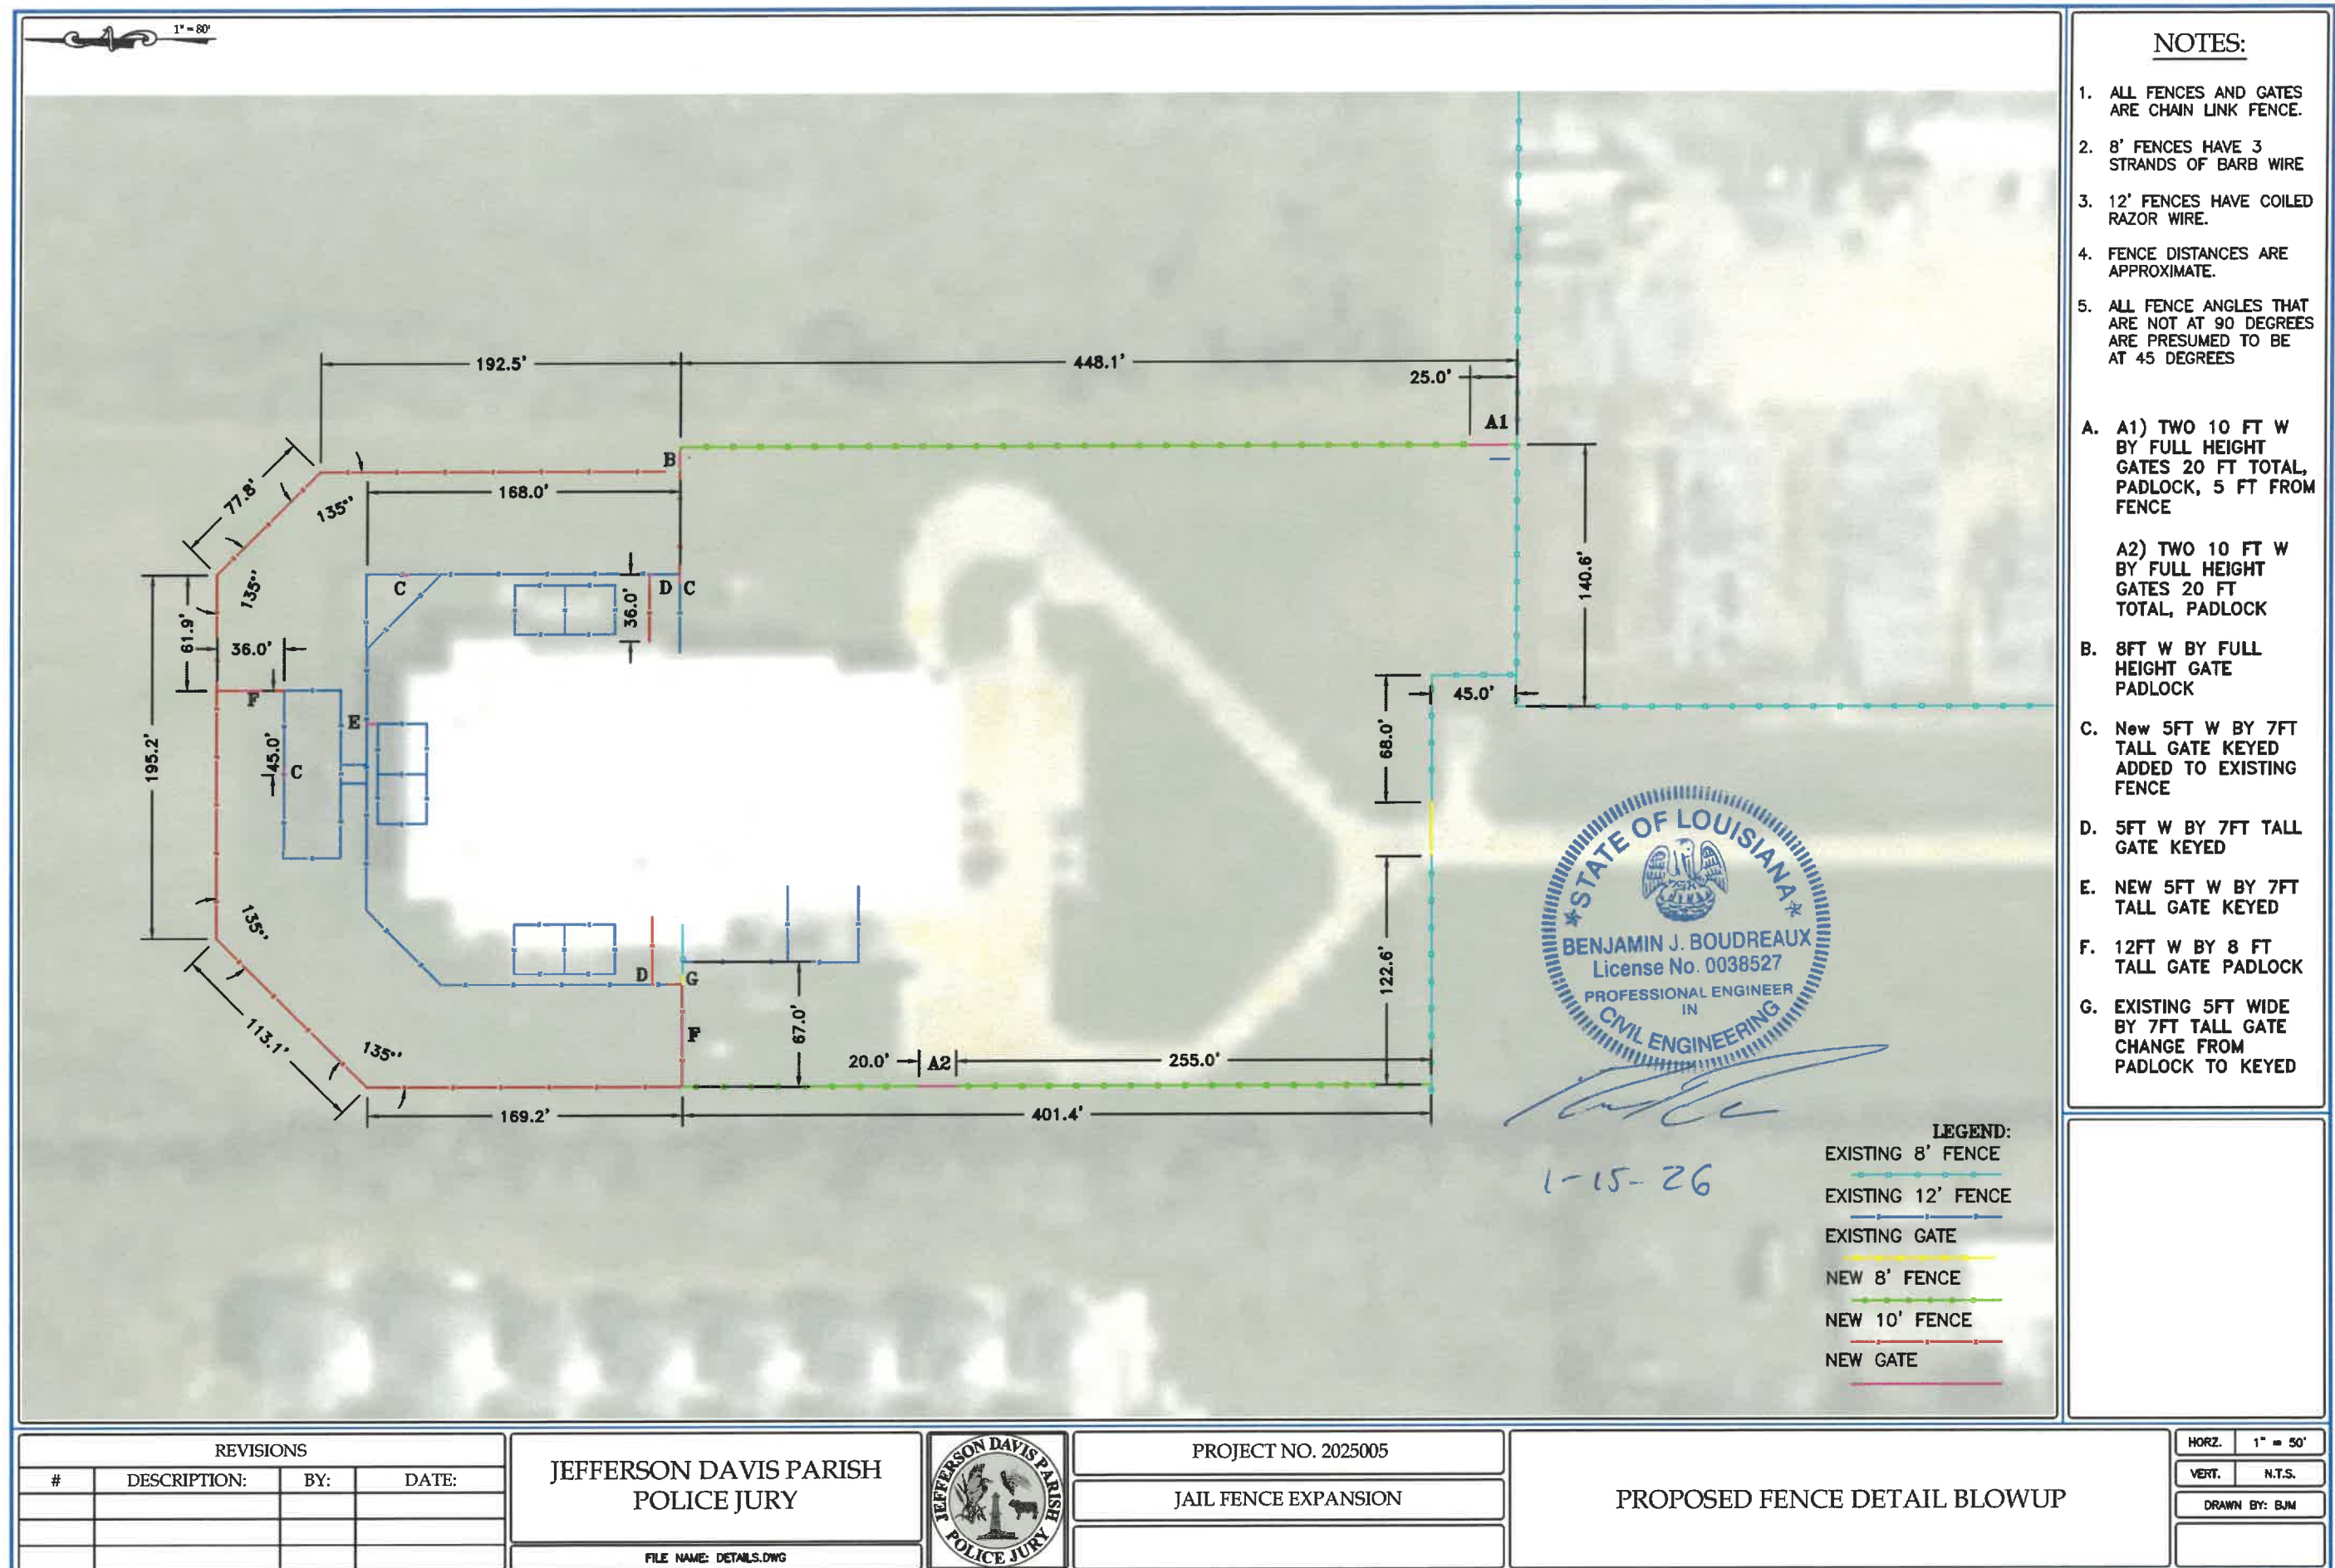 1" = 80'
NOTES:
1. ALL FENCES AND GATES
ARE CHAIN LINK FENCE.
2. 8' FENCES HAVE 3
STRANDS OF BARB WIRE
3. 12' FENCES HAVE COILED
RAZOR WIRE.
4. FENCE DISTANCES ARE
APPROXIMATE.
5. ALL FENCE ANGLES THAT
ARE NOT AT 90 DEGREES
ARE PRESUMED TO BE
AT 45 DEGREES
A. A1) TWO 10 FT W
BY FULL HEIGHT
GATES 20 FT TOTAL,
PADLOCK, 5 FT FROM
FENCE
A2) TWO 10 FT W
BY FULL HEIGHT
GATES 20 FT
TOTAL, PADLOCK
B. 8FT W BY FULL
HEIGHT GATE
PADLOCK
C. New 5FT W BY 7FT
TALL GATE KEYED
ADDED TO EXISTING
FENCE
D. 5FT W BY 7FT TALL
GATE KEYED
E. NEW 5FT W BY 7FT
TALL GATE KEYED
F. 12FT W BY 8 FT
TALL GATE PADLOCK
G. EXISTING 5FT WIDE
BY 7FT TALL GATE
CHANGE FROM
PADLOCK TO KEYED
192.5'
448.1'
25.0'
A1
B
77.8'
168.0'
135°
135°
C
36.0'
D C
140.6'
61.9'
36.0'
F
E
45.0'
C
195.2'
45.0'
68.0'
135°
D
G
113.1'
135°
F
67.0'
122.6'
20.0'
A2
255.0'
169.2'
401.4'
STATE OF LOUISIANA
BENJAMIN J. BOUDREAUX
License No. 0038527
PROFESSIONAL ENGINEER
IN
CIVIL ENGINEERING
1-15-26
LEGEND:
EXISTING 8' FENCE
EXISTING 12' FENCE
EXISTING GATE
NEW 8' FENCE
NEW 10' FENCE
NEW GATE
REVISIONS
# DESCRIPTION: BY: DATE:
JEFFERSON DAVIS PARISH
POLICE JURY
FILE NAME: DETAILS.DWG
JEFFERSON DAVIS PARISH
POLICE JURY
PROJECT NO. 2025005
JAIL FENCE EXPANSION
PROPOSED FENCE DETAIL BLOWUP
HORZ. 1" = 50'
VERT. N.T.S.
DRAWN BY: BJM